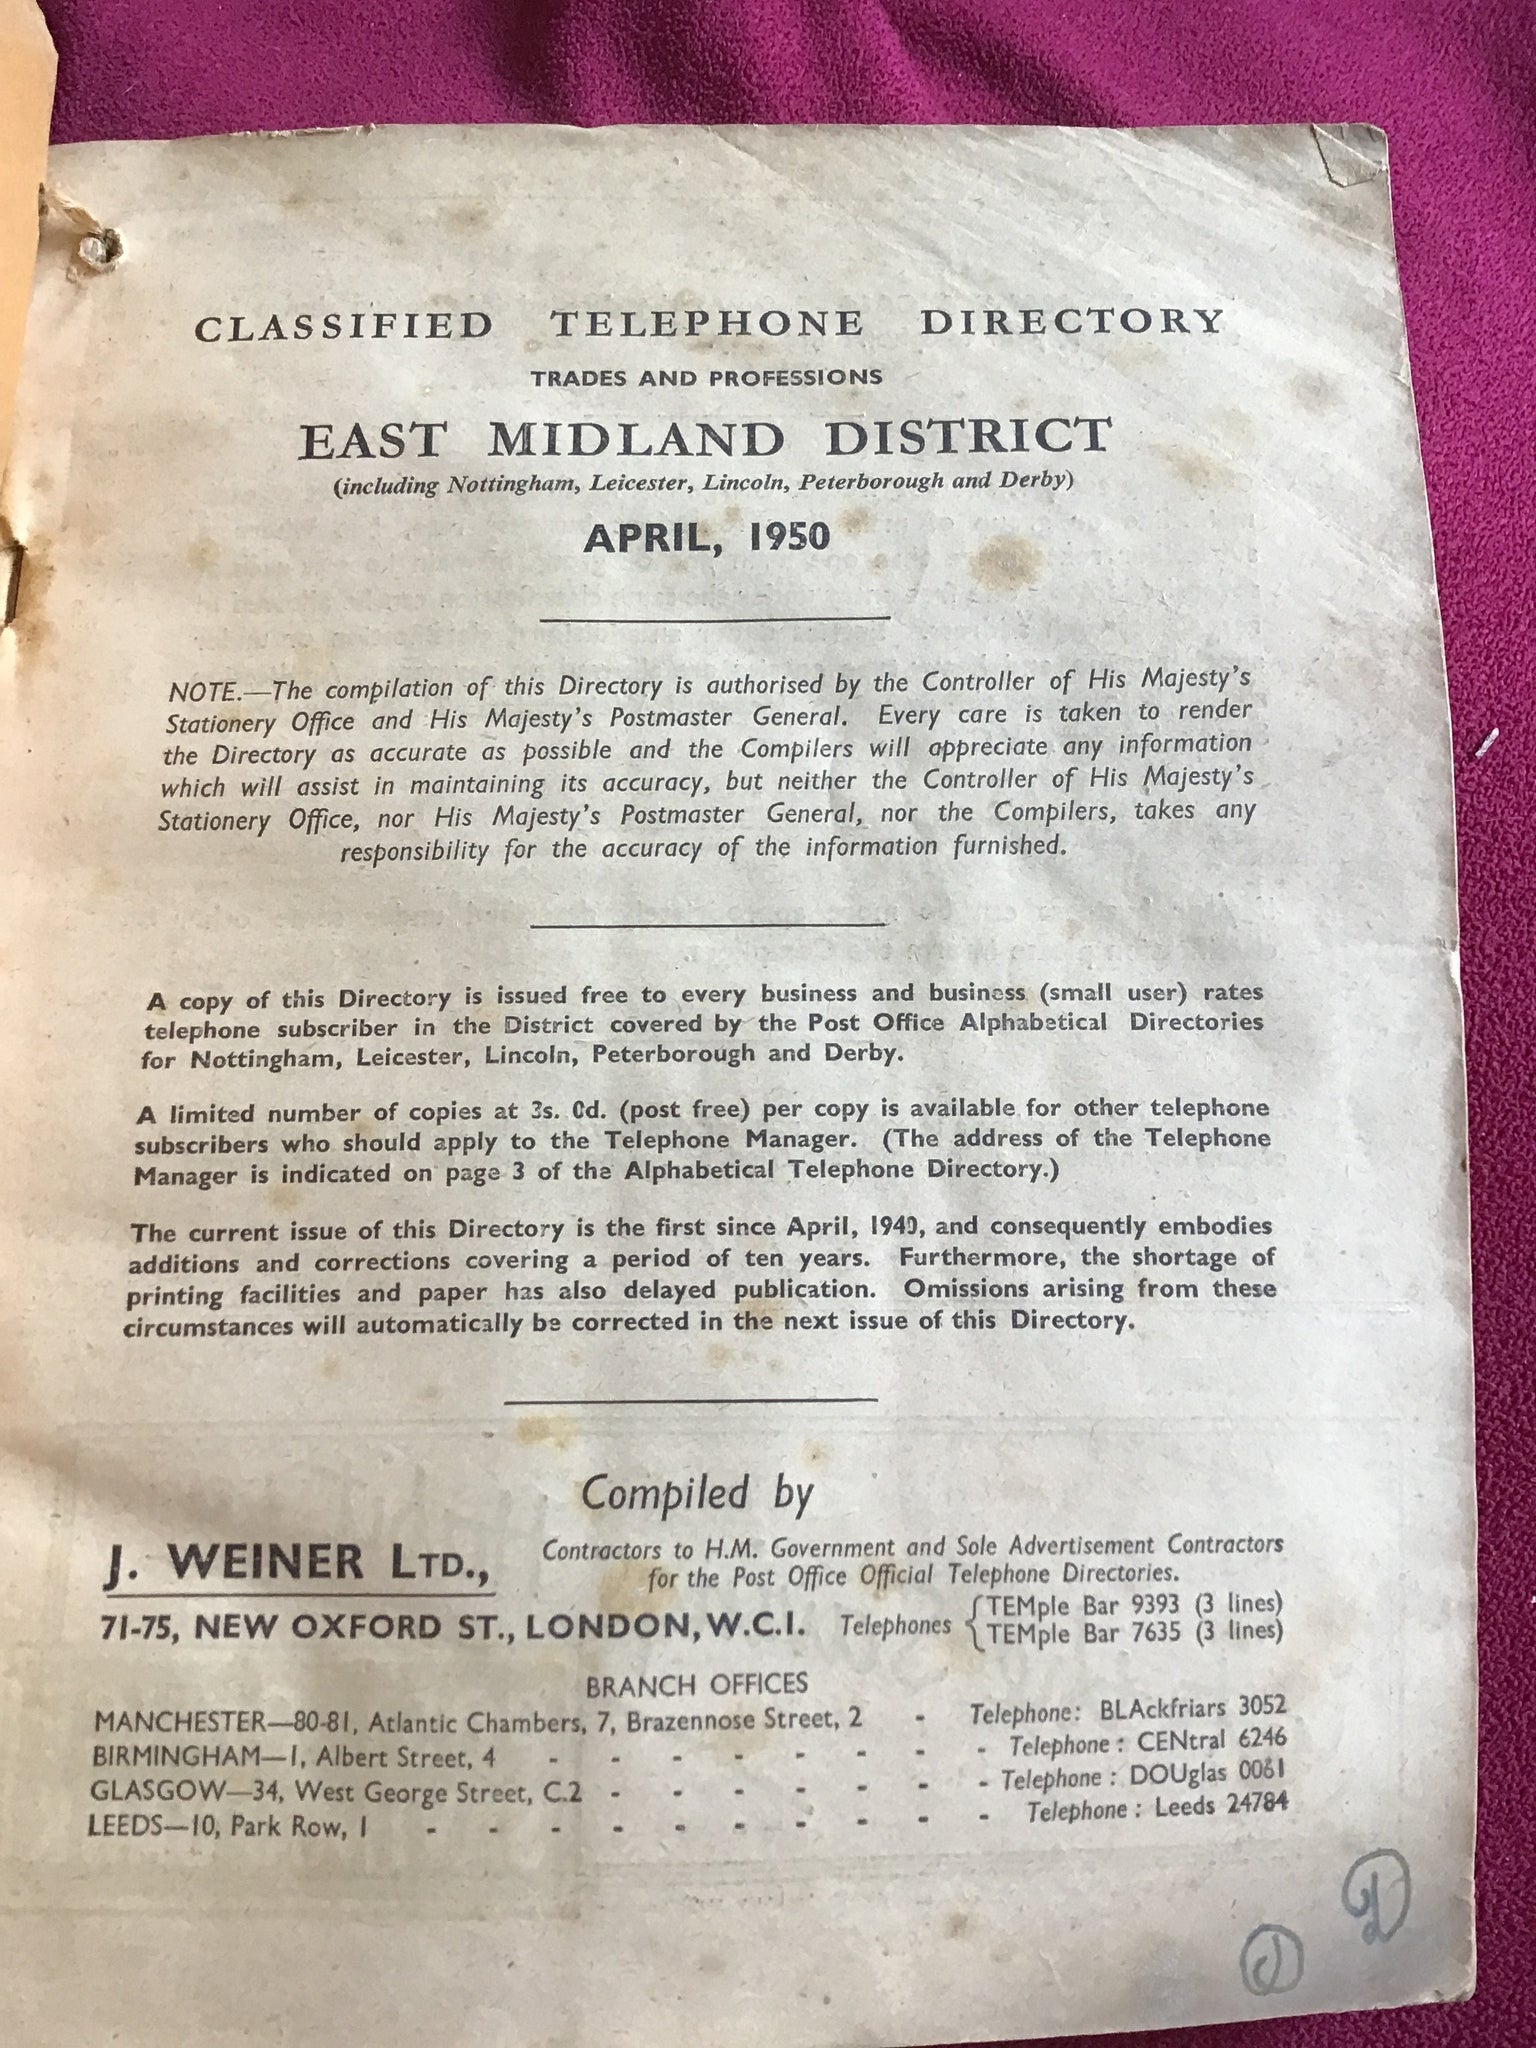 CLASSIFIED TELEPHONE DIRECTORY
TRADES AND PROFESSIONS
EAST MIDLAND DISTRICT
(including Nottingham, Leicester, Lincoln, Peterborough and Derby)
APRIL, 1950
NOTE.—The compilation of this Directory is authorised by the Controller of His Majesty's
Stationery Office and His Majesty's Postmaster General. Every care is taken to render
the Directory as accurate as possible and the Compilers will appreciate any information
which will assist in maintaining its accuracy, but neither the Controller of His Majesty's
Stationery Office, nor His Majesty's Postmaster General, nor the Compilers, takes any
responsibility for the accuracy of the information furnished.
A copy of this Directory is issued free to every business and business (small user) rates
telephone subscriber in the District covered by the Post Office Alphabetical Directories
for Nottingham, Leicester, Lincoln, Peterborough and Derby.
A limited number of copies at 3s. 0d. (post free) per copy is available for other telephone
subscribers who should apply to the Telephone Manager. (The address of the Telephone
Manager is indicated on page 3 of the Alphabetical Telephone Directory.)
The current issue of this Directory is the first since April, 1940, and consequently embodies
additions and corrections covering a period of ten years. Furthermore, the shortage of
printing facilities and paper has also delayed publication. Omissions arising from these
circumstances will automatically be corrected in the next issue of this Directory.
Compiled by
J. WEINER LTD., Contractors to H.M. Government and Sole Advertisement Contractors
for the Post Office Official Telephone Directories.
71-75, NEW OXFORD ST., LONDON, W.C.1. Telephones {TEMple Bar 9393 (3 lines)
{TEMple Bar 7635 (3 lines)
BRANCH OFFICES
MANCHESTER—80-81, Atlantic Chambers, 7, Brazennose Street, 2 - Telephone: BLAckfriars 3052
BIRMINGHAM—1, Albert Street, 4 - - - - - - - - Telephone: CENtral 6246
GLASGOW—34, West George Street, C.2 - - - - - - - Telephone: DOUglas 0061
LEEDS—10, Park Row, 1 - - - - - - - - - - Telephone: Leeds 24784